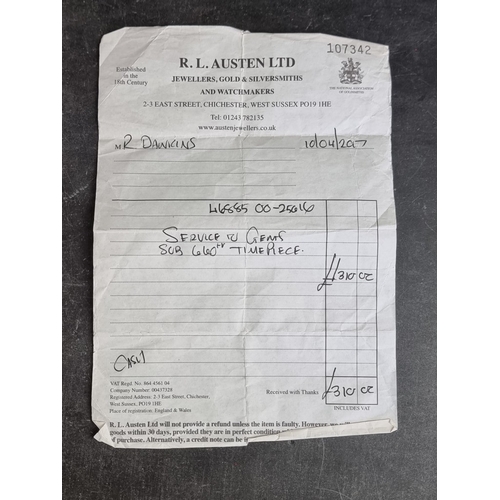 107342
R. L. AUSTEN LTD
Established
in the
18th Century
JEWELLERS, GOLD & SILVERSMITHS
AND WATCHMAKERS
THE NATIONAL ASSOCIATION
OF GOLDSMITHS
2-3 EAST STREET, CHICHESTER, WEST SUSSEX PO19 1HE
Tel: 01243 782135
www.austenjewellers.co.uk
MR DAWKINS
10/04/2017
46885 00-25616
SERVICE TO GENTS
SUB 660FT TIMEPIECE.
£310 00
CASH
VAT Regd. No. 864 4561 04
Company Number: 00437328
Registered Address: 2-3 East Street, Chichester.
West Sussex. PO19 1HE
Place of registration: England & Wales
Received with Thanks
£310 00
INCLUDES VAT
R. L. Austen Ltd will not provide a refund unless the item is faulty. However, we
goods within 30 days, provided they are in perfect condition
of purchase. Alternatively, a credit note can be